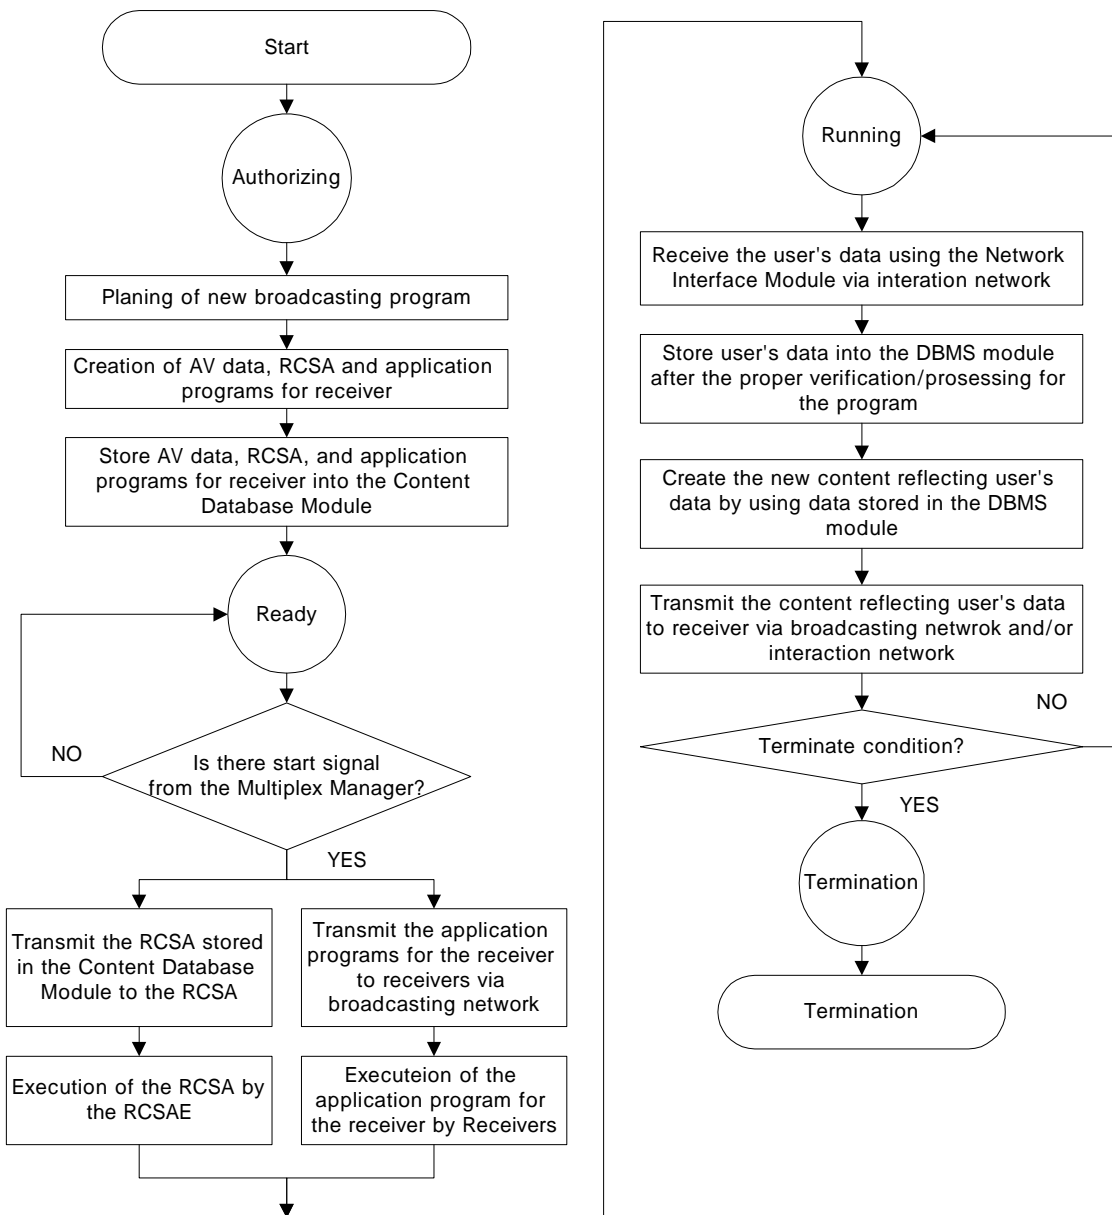 Start
Authorizing
Planing of new broadcasting program
Creation of AV data, RCSA and application
programs for receiver
Store AV data, RCSA, and application
programs for receiver into the Content
Database Module
Ready
NO
Is there start signal
from the Multiplex Manager?
YES
Transmit the RCSA stored
in the Content Database
Module to the RCSA
Transmit the application
programs for the receiver
to receivers via
broadcasting network
Execution of the RCSA by
the RCSAE
Executeion of the
application program for
the receiver by Receivers
Running
Receive the user's data using the Network
Interface Module via interation network
Store user's data into the DBMS module
after the proper verification/prosessing for
the program
Create the new content reflecting user's
data by using data stored in the DBMS
module
Transmit the content reflecting user's data
to receiver via broadcasting netwrok and/or
interaction network
NO
Terminate condition?
YES
Termination
Termination